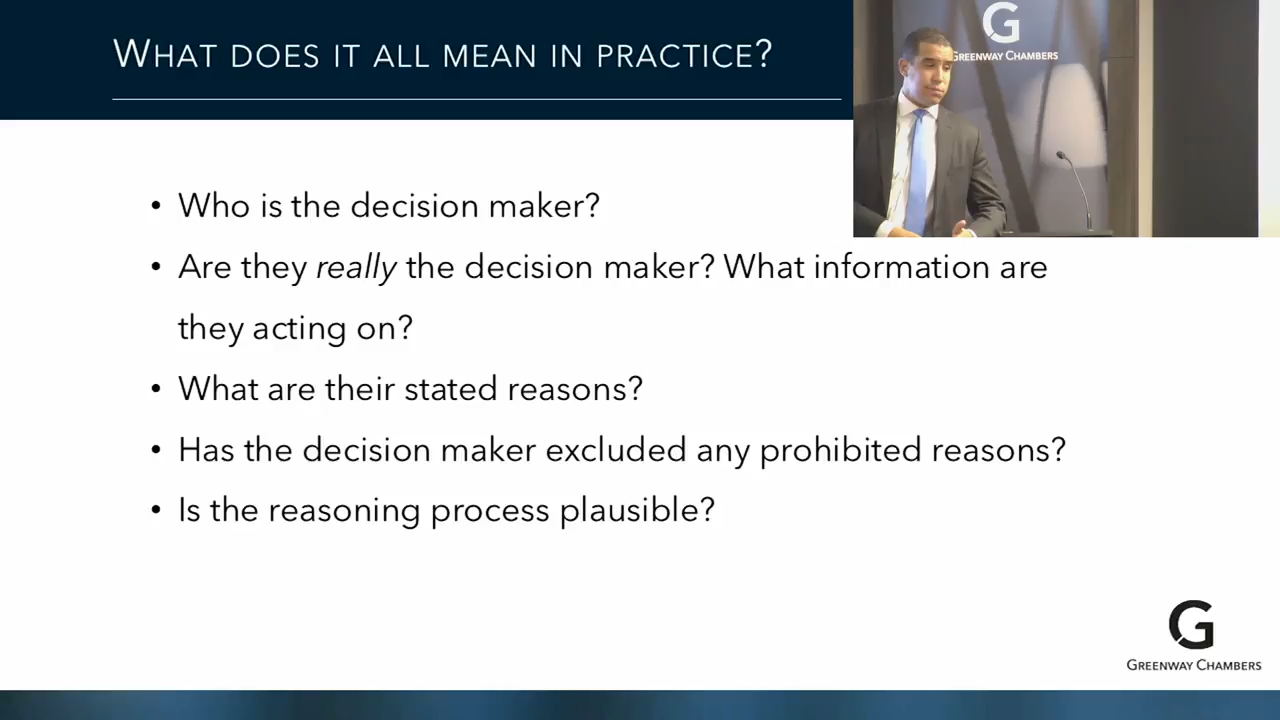 WHAT DOES IT ALL MEAN IN PRACTICE?
G
GREENWAY CHAMBERS
• Who is the decision maker?
• Are they really the decision maker? What information are
they acting on?
• What are their stated reasons?
• Has the decision maker excluded any prohibited reasons?
• Is the reasoning process plausible?
G
GREENWAY CHAMBERS